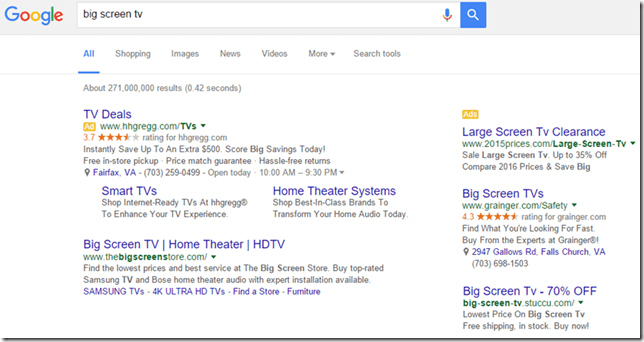 Google
big screen tv
All Shopping Images News Videos More Search tools
About 271,000,000 results (0.42 seconds)
TV Deals
Ad www.hhgregg.com/TVs
3.7 rating for hhgregg.com
Instantly Save Up To An Extra $500. Score Big Savings Today!
Free in-store pickup · Price match guarantee · Hassle-free returns
Fairfax, VA - (703) 259-0499 - Open today · 10:00 AM – 9:30 PM
Smart TVs
Shop Internet-Ready TVs At hhgregg®
To Enhance Your TV Experience.
Home Theater Systems
Shop Best-In-Class Brands To
Transform Your Home Audio Today.
Big Screen TV | Home Theater | HDTV
www.thebigscreenstore.com/
Find the lowest prices and best service at The Big Screen Store. Buy top-rated
Samsung TV and Bose home theater audio with expert installation available.
SAMSUNG TVs - 4K ULTRA HD TVs - Find a Store - Furniture
Ads
Large Screen Tv Clearance
www.2015prices.com/Large-Screen-Tv
Sale Large Screen Tv. Up to 35% Off
Compare 2016 Prices & Save Big
Big Screen TVs
www.grainger.com/Safety
4.3 rating for grainger.com
Find What You're Looking For Fast.
Buy From the Experts at Grainger®!
2947 Gallows Rd, Falls Church, VA
(703) 698-1503
Big Screen Tv - 70% OFF
big-screen-tv.stuccu.com/
Lowest Price On Big Screen Tv
Free shipping, in stock. Buy now!